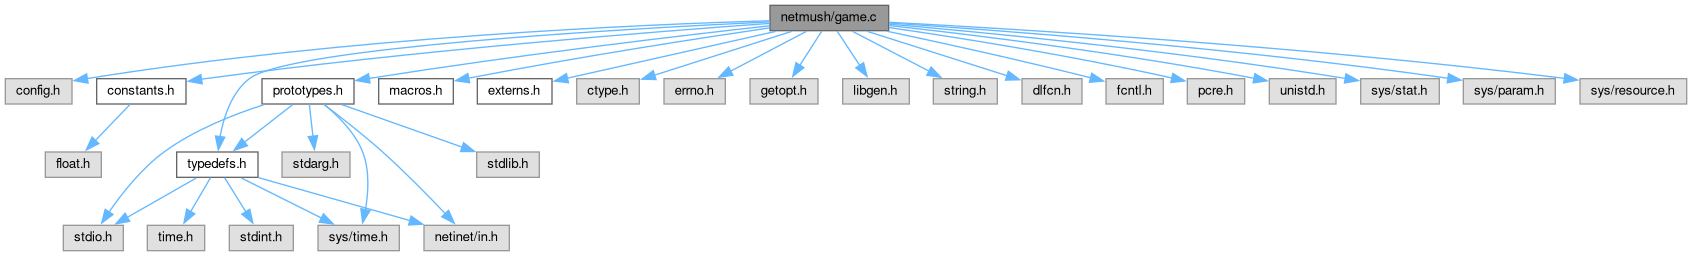 netmush/game.c
config.h
constants.h
prototypes.h
macros.h
externs.h
ctype.h
errno.h
getopt.h
libgen.h
string.h
dlfcn.h
fcntl.h
pcre.h
unistd.h
sys/stat.h
sys/param.h
sys/resource.h
float.h
typedefs.h
stdarg.h
stdlib.h
stdio.h
time.h
stdint.h
sys/time.h
netinet/in.h